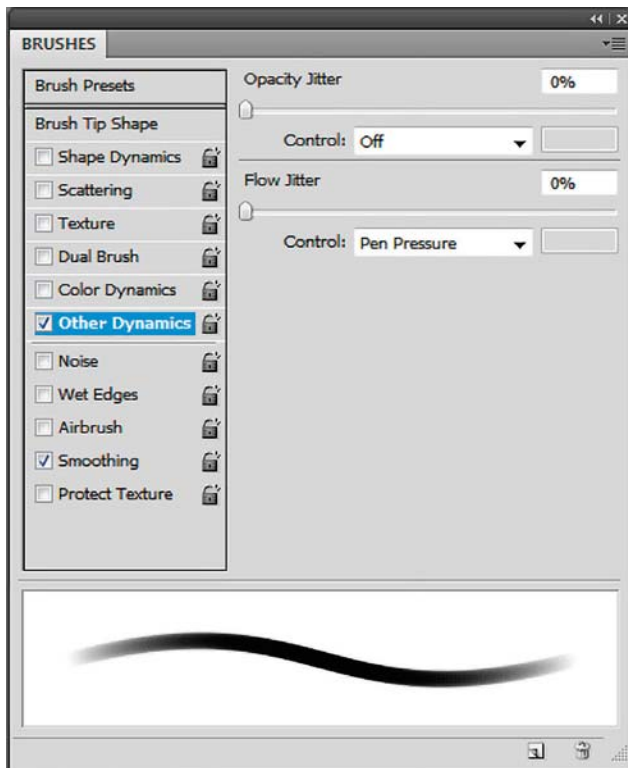 BRUSHES
Brush Presets
Brush Tip Shape
Shape Dynamics
Scattering
Texture
Dual Brush
Color Dynamics
Other Dynamics
Noise
Wet Edges
Airbrush
Smoothing
Protect Texture
Opacity Jitter 0%
Control: Off
Flow Jitter 0%
Control: Pen Pressure